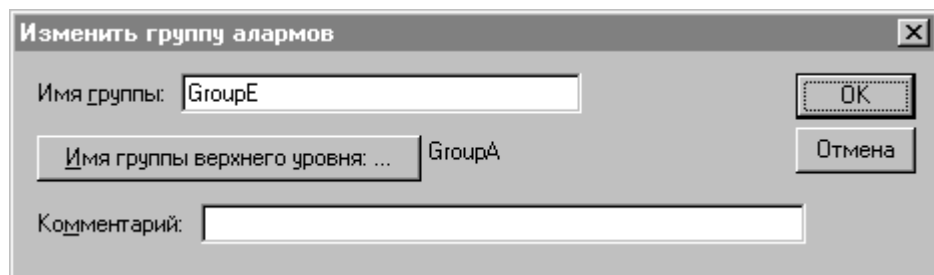 Изменить группу алармов
Имя группы: GroupE
OK
Имя группы верхнего уровня: ... GroupA
Отмена
Комментарий: